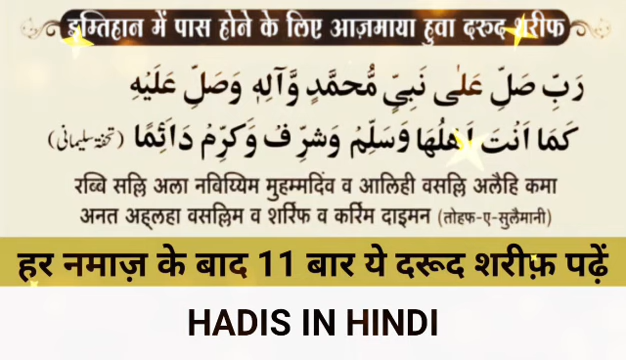 इम्तिहान में पास होने के लिए आज़माया हुवा दरुद शरीफ
رَبِّ صَلِّ عَلٰى نَبِىٍّ مُّحَمَّدٍ وَّآلِهٖ وَصَلِّ عَلَيْهِ
كَمَا اَنْتَ اَهْلُهَا وَسَلِّمْ وَشَرِّ فْ وَكَرِّمْ دَائِمًا (تحفۂ سلیمانی)
रब्बि सल्लि अला नबिय्यिम मुहम्मदिंव व आलिही वसल्लि अलैहि कमा
अनत अह्लहा वसल्लिम व शर्रिफ व कर्रिम दाइमन (तोहफ-ए-सुलैमानी)
हर नमाज़ के बाद 11 बार ये दरूद शरीफ़ पढ़ें
HADIS IN HINDI